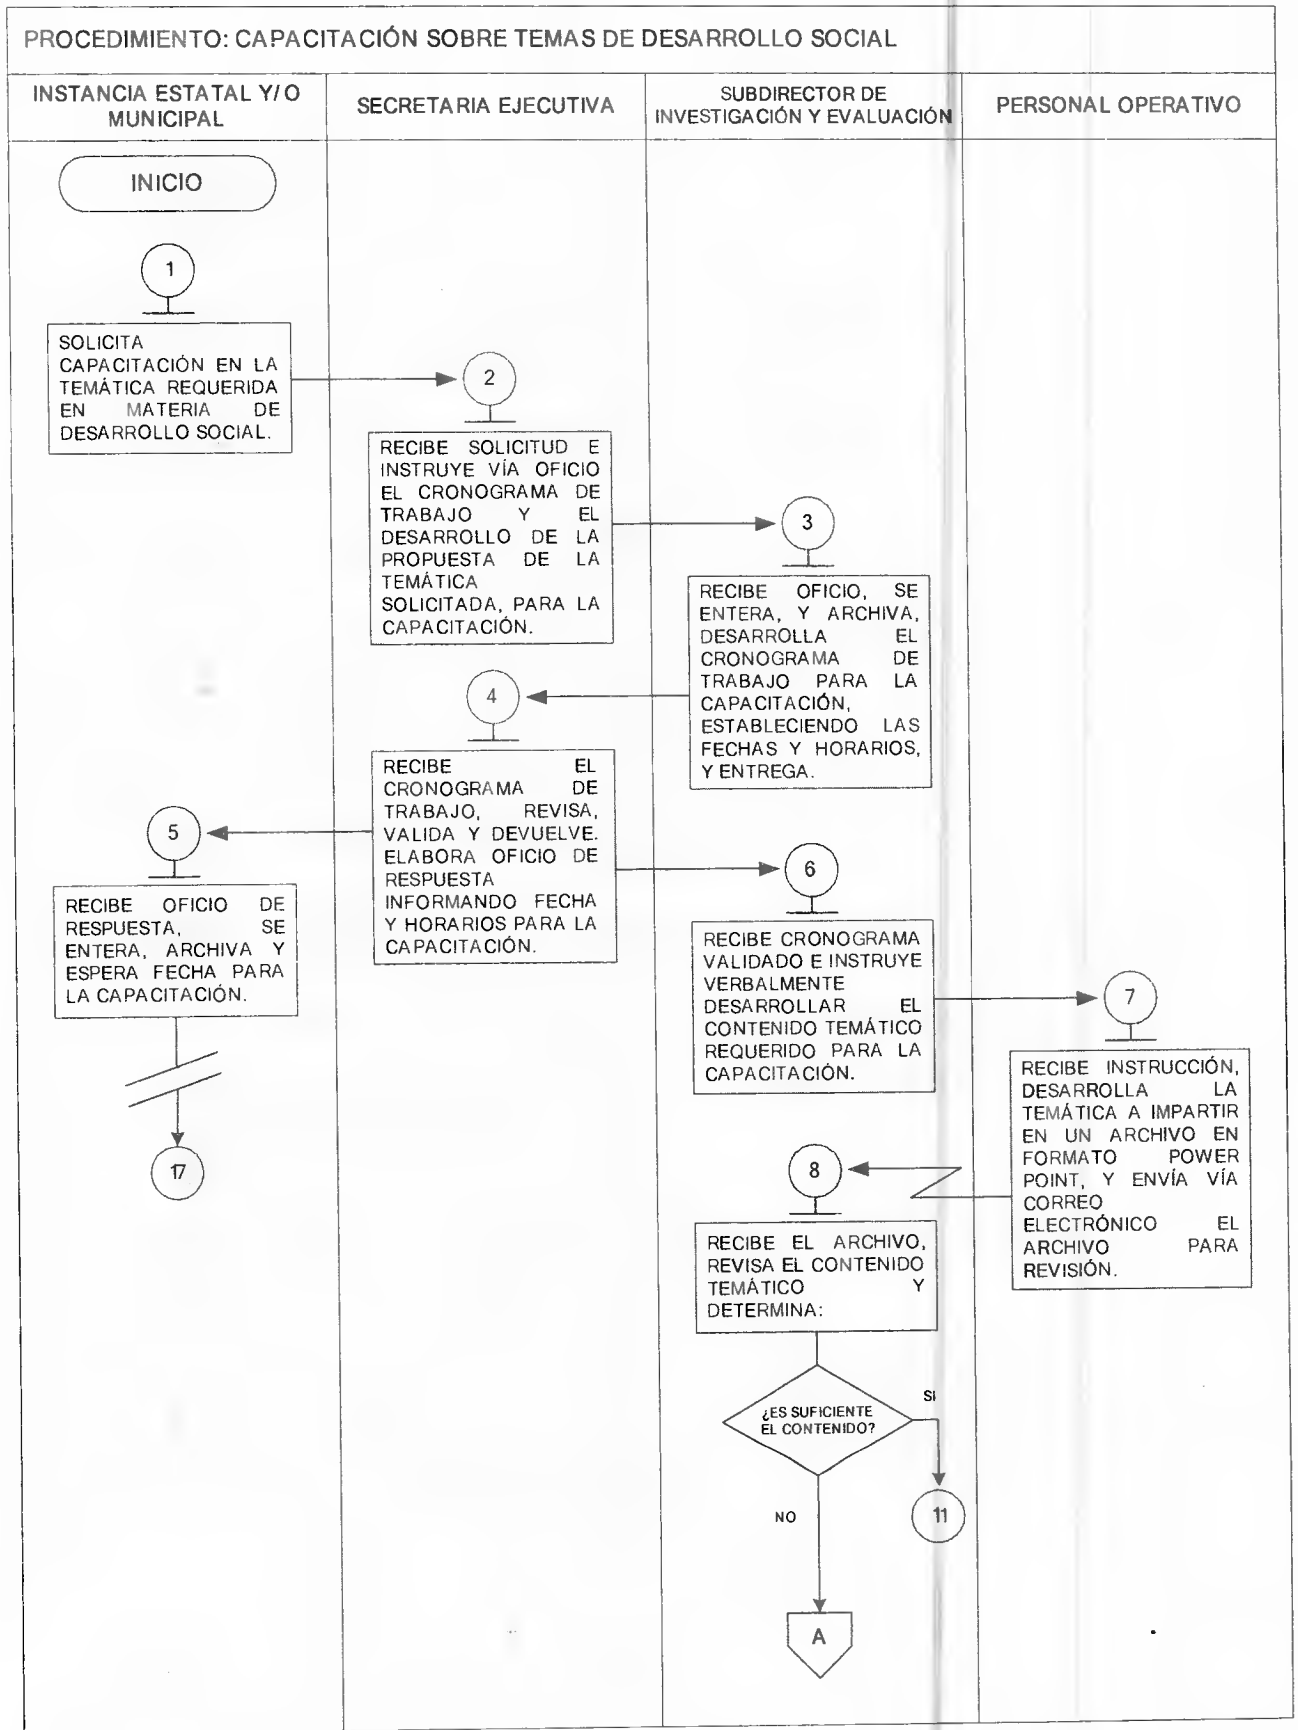 PROCEDIMIENTO: CAPACITACIÓN SOBRE TEMAS DE DESARROLLO SOCIAL
INSTANCIA ESTATAL Y/O
MUNICIPAL
SECRETARIA EJECUTIVA
SUBDIRECTOR DE
INVESTIGACIÓN Y EVALUACIÓN
PERSONAL OPERATIVO
INICIO
1
SOLICITA
CAPACITACIÓN EN LA
TEMÁTICA REQUERIDA
EN MATERIA DE
DESARROLLO SOCIAL.
2
RECIBE SOLICITUD E
INSTRUYE VÍA OFICIO
EL CRONOGRAMA DE
TRABAJO Y EL
DESARROLLO DE LA
PROPUESTA DE LA
TEMÁTICA
SOLICITADA, PARA LA
CAPACITACIÓN.
3
RECIBE OFICIO, SE
ENTERA, Y ARCHIVA,
DESARROLLA EL
CRONOGRAMA DE
TRABAJO PARA LA
CAPACITACIÓN,
ESTABLECIENDO LAS
FECHAS Y HORARIOS,
Y ENTREGA.
4
RECIBE EL
CRONOGRAMA DE
TRABAJO, REVISA,
VALIDA Y DEVUELVE.
ELABORA OFICIO DE
RESPUESTA
INFORMANDO FECHA
Y HORARIOS PARA LA
CAPACITACIÓN.
5
RECIBE OFICIO DE
RESPUESTA, SE
ENTERA, ARCHIVA Y
ESPERA FECHA PARA
LA CAPACITACIÓN.
17
6
RECIBE CRONOGRAMA
VALIDADO E INSTRUYE
VERBALMENTE
DESARROLLAR EL
CONTENIDO TEMÁTICO
REQUERIDO PARA LA
CAPACITACIÓN.
7
RECIBE INSTRUCCIÓN,
DESARROLLA LA
TEMÁTICA A IMPARTIR
EN UN ARCHIVO EN
FORMATO POWER
POINT, Y ENVÍA VÍA
CORREO
ELECTRÓNICO EL
ARCHIVO PARA
REVISIÓN.
8
RECIBE EL ARCHIVO,
REVISA EL CONTENIDO
TEMÁTICO Y
DETERMINA:
¿ES SUFICIENTE
EL CONTENIDO?
SI
11
NO
A